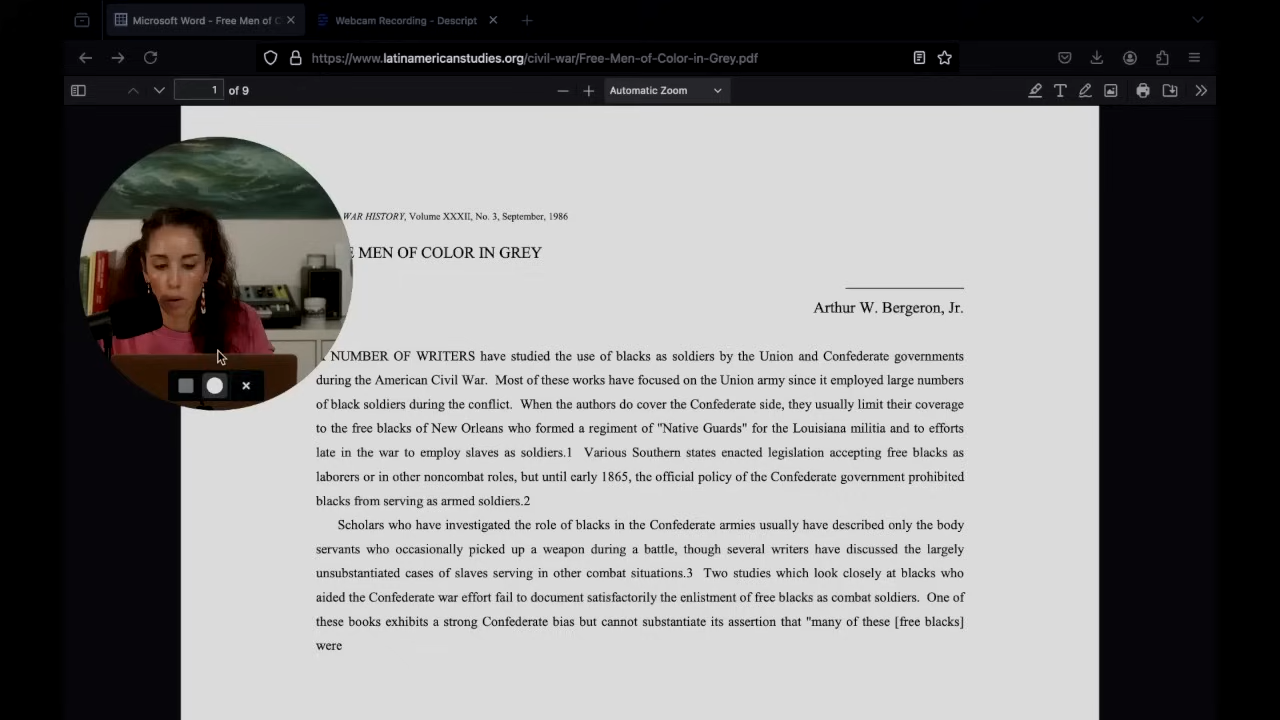 Microsoft Word - Free Men of C
Webcam Recording - Descript
https://www.latinamericanstudies.org/civil-war/Free-Men-of-Color-in-Grey.pdf
1 of 9
Automatic Zoom
WAR HISTORY, Volume XXXII, No. 3, September, 1986
MEN OF COLOR IN GREY
Arthur W. Bergeron, Jr.
NUMBER OF WRITERS have studied the use of blacks as soldiers by the Union and Confederate governments
during the American Civil War. Most of these works have focused on the Union army since it employed large numbers
of black soldiers during the conflict. When the authors do cover the Confederate side, they usually limit their coverage
to the free blacks of New Orleans who formed a regiment of "Native Guards" for the Louisiana militia and to efforts
late in the war to employ slaves as soldiers.1 Various Southern states enacted legislation accepting free blacks as
laborers or in other noncombat roles, but until early 1865, the official policy of the Confederate government prohibited
blacks from serving as armed soldiers.2
Scholars who have investigated the role of blacks in the Confederate armies usually have described only the body
servants who occasionally picked up a weapon during a battle, though several writers have discussed the largely
unsubstantiated cases of slaves serving in other combat situations.3 Two studies which look closely at blacks who
aided the Confederate war effort fail to document satisfactorily the enlistment of free blacks as combat soldiers. One of
these books exhibits a strong Confederate bias but cannot substantiate its assertion that "many of these [free blacks]
were